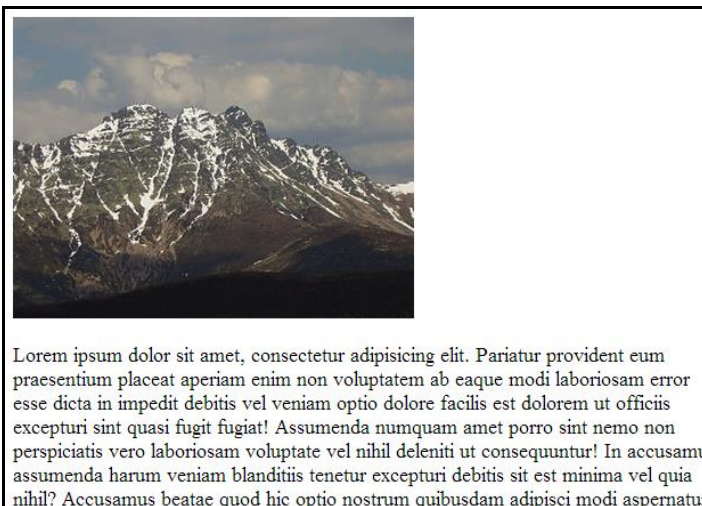 Lorem ipsum dolor sit amet, consectetur adipisicing elit. Pariatur provident eum
praesentium placeat aperiam enim non voluptatem ab eaque modi laboriosam error
esse dicta in impedit debitis vel veniam optio dolore facilis est dolorem ut officiis
excepturi sint quasi fugit fugiat! Assumenda numquam amet porro sint nemo non
perspiciatis vero laboriosam voluptate vel nihil deleniti ut consequuntur! In accusamu
assumenda harum veniam blanditiis tenetur excepturi debitis sit est minima vel quia
nihil? Accusamus beatae quod hic optio nostrum quibusdam adipisci modi aspernatu